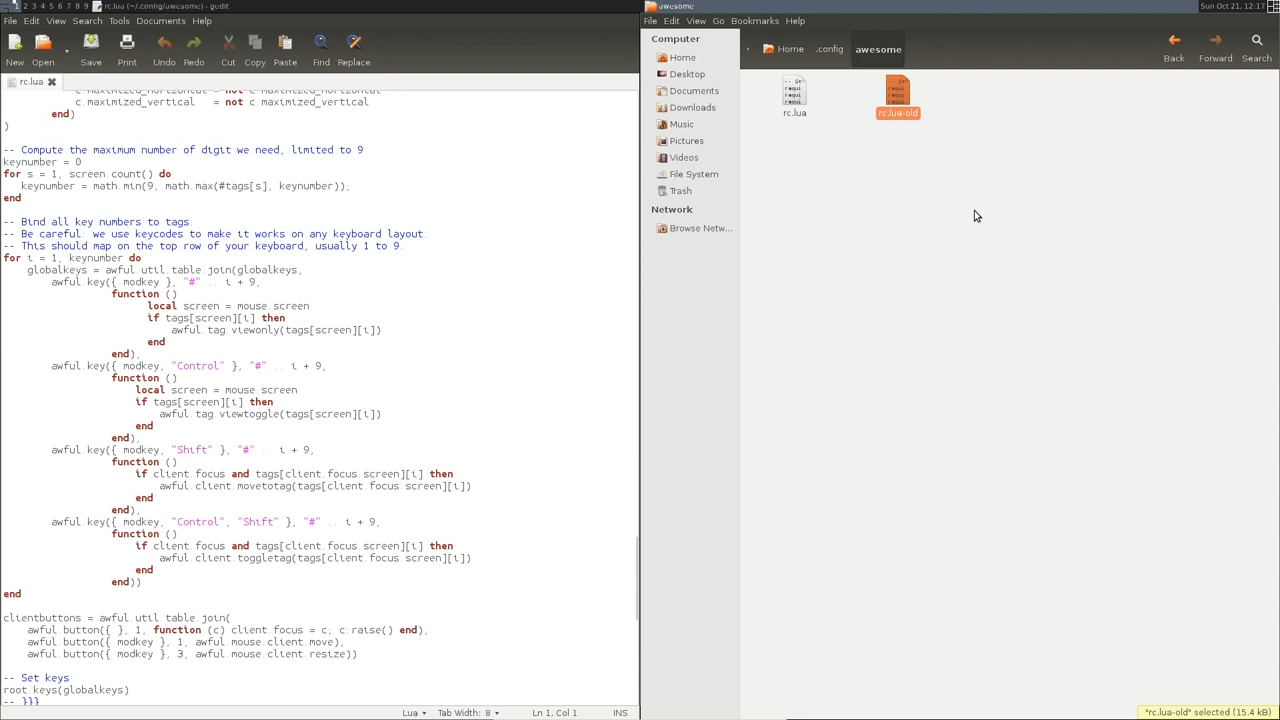 1 2 3 4 5 6 7 8 9 rc.lua (~/.config/awesome) - gedit
File Edit View Search Tools Documents Help
New Open Save Print Undo Redo Cut Copy Paste Find Replace
rc.lua
c.maximized_horizontal = not c.maximized_horizontal
c.maximized_vertical   = not c.maximized_vertical
end)
)
-- Compute the maximum number of digit we need, limited to 9
keynumber = 0
for s = 1, screen.count() do
keynumber = math.min(9, math.max(#tags[s], keynumber));
end
-- Bind all key numbers to tags.
-- Be careful: we use keycodes to make it works on any keyboard layout.
-- This should map on the top row of your keyboard, usually 1 to 9.
for i = 1, keynumber do
globalkeys = awful.util.table.join(globalkeys,
awful.key({ modkey }, "#" .. i + 9,
function ()
local screen = mouse.screen
if tags[screen][i] then
awful.tag.viewonly(tags[screen][i])
end
end),
awful.key({ modkey, "Control" }, "#" .. i + 9,
function ()
local screen = mouse.screen
if tags[screen][i] then
awful.tag.viewtoggle(tags[screen][i])
end
end),
awful.key({ modkey, "Shift" }, "#" .. i + 9,
function ()
if client.focus and tags[client.focus.screen][i] then
awful.client.movetotag(tags[client.focus.screen][i])
end
end),
awful.key({ modkey, "Control", "Shift" }, "#" .. i + 9,
function ()
if client.focus and tags[client.focus.screen][i] then
awful.client.toggletag(tags[client.focus.screen][i])
end
end))
end
clientbuttons = awful.util.table.join(
awful.button({ }, 1, function (c) client.focus = c; c:raise() end),
awful.button({ modkey }, 1, awful.mouse.client.move),
awful.button({ modkey }, 3, awful.mouse.client.resize))
-- Set keys
root.keys(globalkeys)
-- }}}
Lua Tab Width: 8 Ln 1, Col 1 INS
awesome Sun Oct 21, 12:17
File Edit View Go Bookmarks Help
Home .config awesome Back Forward Search
Computer
Home
Desktop
Documents
Downloads
Music
Pictures
Videos
File System
Trash
Network
Browse Netw...
rc.lua rc.lua-old
"rc.lua-old" selected (15.4 kB)